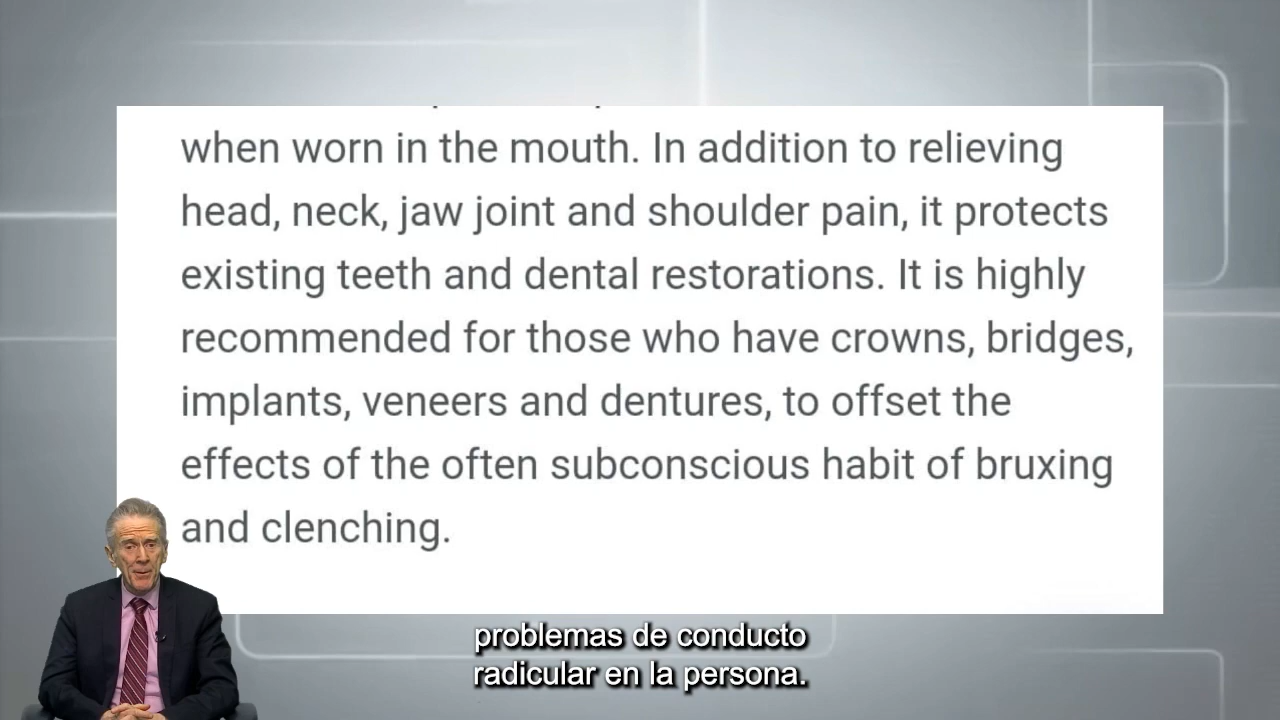 when worn in the mouth. In addition to relieving
head, neck, jaw joint and shoulder pain, it protects
existing teeth and dental restorations. It is highly
recommended for those who have crowns, bridges,
implants, veneers and dentures, to offset the
effects of the often subconscious habit of bruxing
and clenching.
problemas de conducto
radicular en la persona.